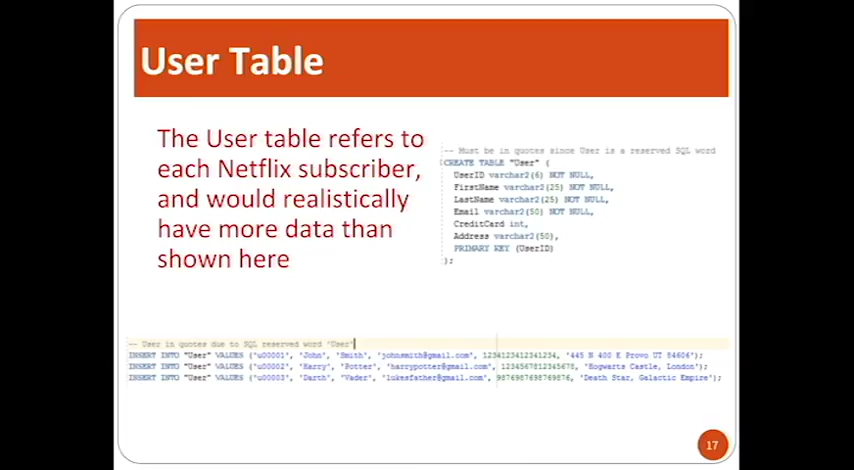 User Table
The User table refers to
each Netflix subscriber,
and would realistically
have more data than
shown here
-- Must be in quotes since User is a reserved SQL word
CREATE TABLE "User" (
UserID varchar2(6) NOT NULL,
FirstName varchar2(25) NOT NULL,
LastName varchar2(25) NOT NULL,
Email varchar2(50) NOT NULL,
CreditCard int,
Address varchar2(50),
PRIMARY KEY (UserID)
);
-- User in quotes due to SQL reserved word 'User'
INSERT INTO "User" VALUES ('u00001', 'John', 'Smith', 'johnsmith@gmail.com', 1234123412341234, '445 N 400 E Provo UT 84606');
INSERT INTO "User" VALUES ('u00002', 'Harry', 'Potter', 'harrypotter@gmail.com', 1234567812345678, 'Hogwarts Castle, London');
INSERT INTO "User" VALUES ('u00003', 'Darth', 'Vader', 'lukesfather@gmail.com', 9876987698769876, 'Death Star, Galactic Empire');
17